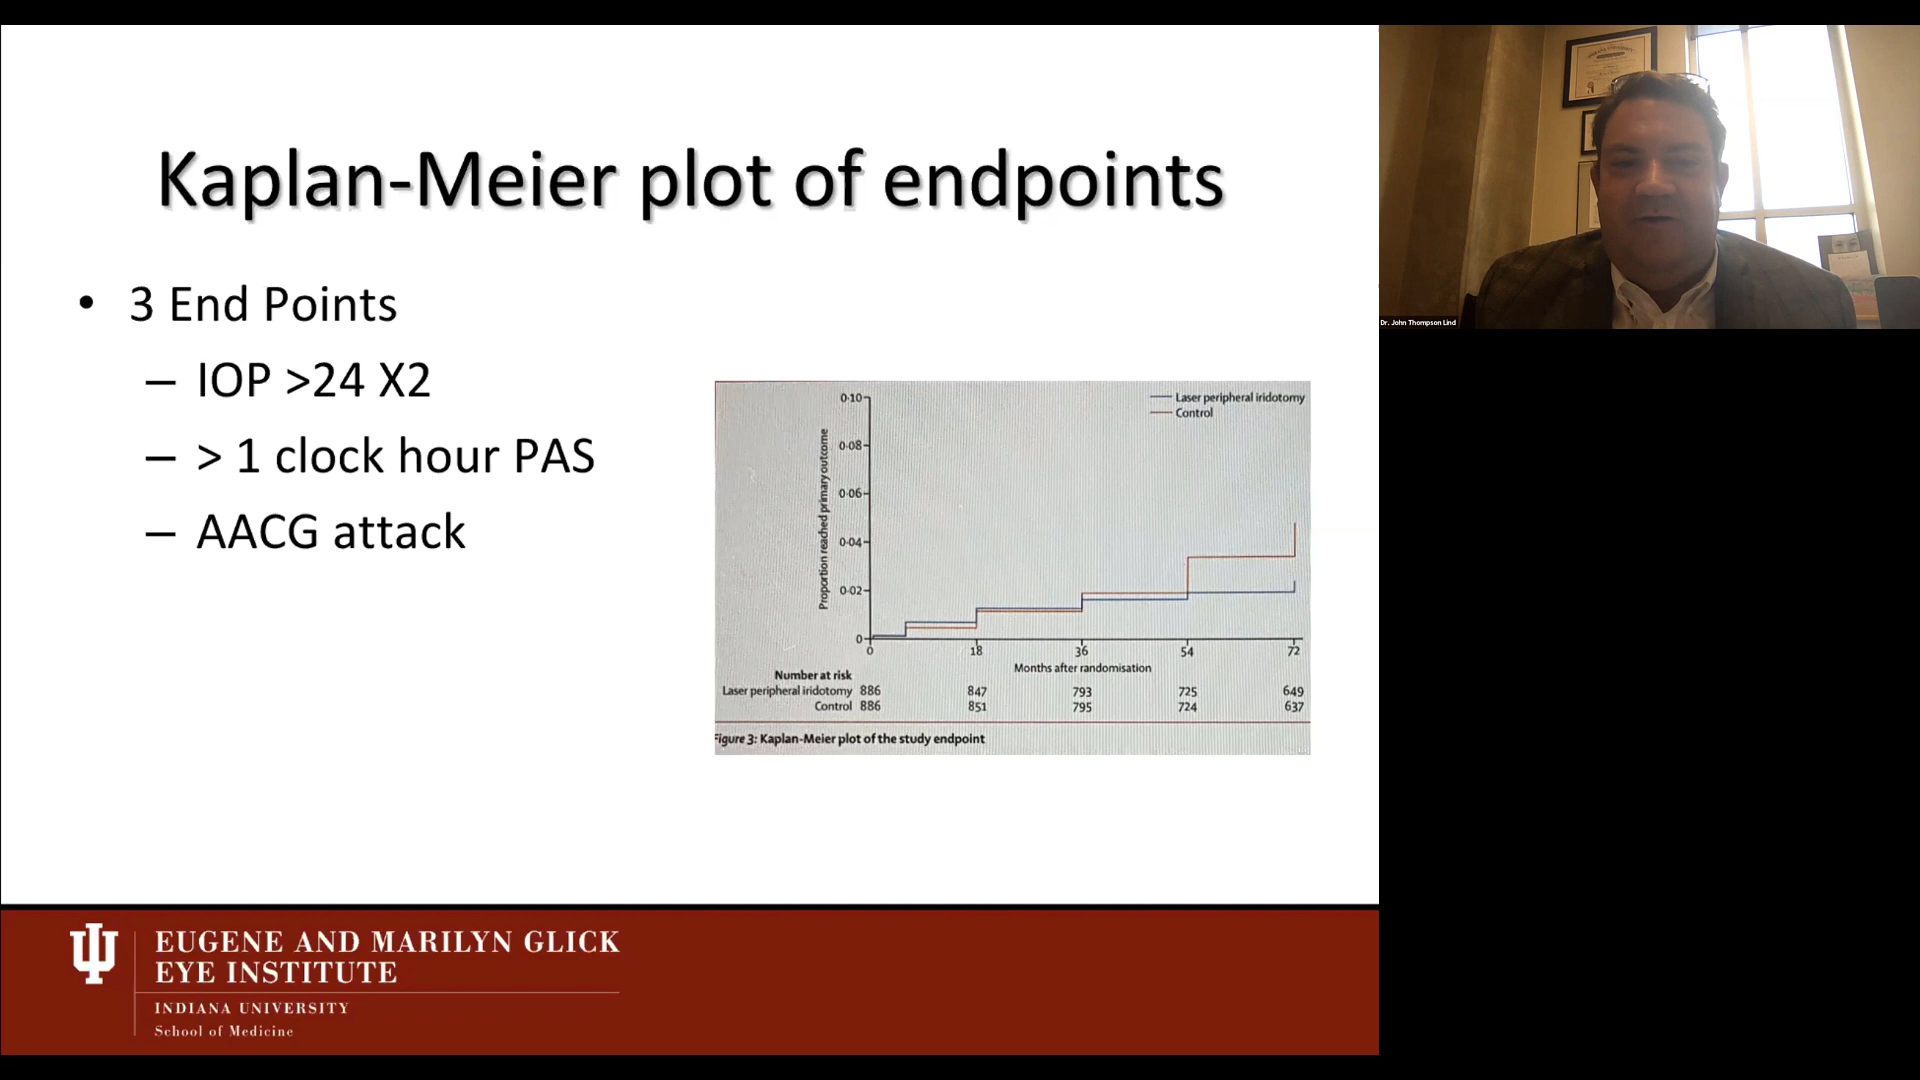 Kaplan-Meier plot of endpoints
• 3 End Points
– IOP >24 X2
– > 1 clock hour PAS
– AACG attack
Laser peripheral iridotomy
Control
Proportion reached primary outcome
0·10
0·08
0·06
0·04
0·02
0
0 18 36 54 72
Months after randomisation
Number at risk
Laser peripheral iridotomy 886 847 793 725 649
Control 886 851 795 724 637
Figure 3: Kaplan-Meier plot of the study endpoint
EUGENE AND MARILYN GLICK
EYE INSTITUTE
INDIANA UNIVERSITY
School of Medicine
Dr. John Thompson Lind